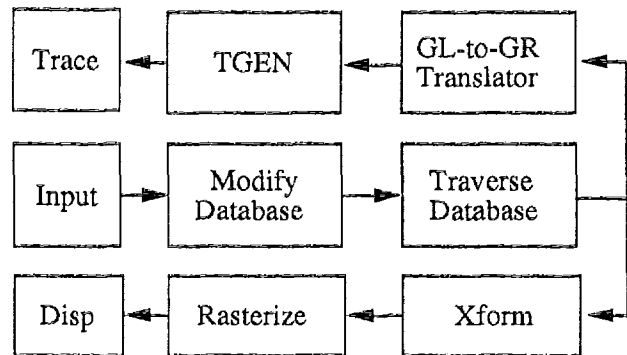 Trace
TGEN
GL-to-GR
Translator
Input
Modify
Database
Traverse
Database
Disp
Rasterize
Xform